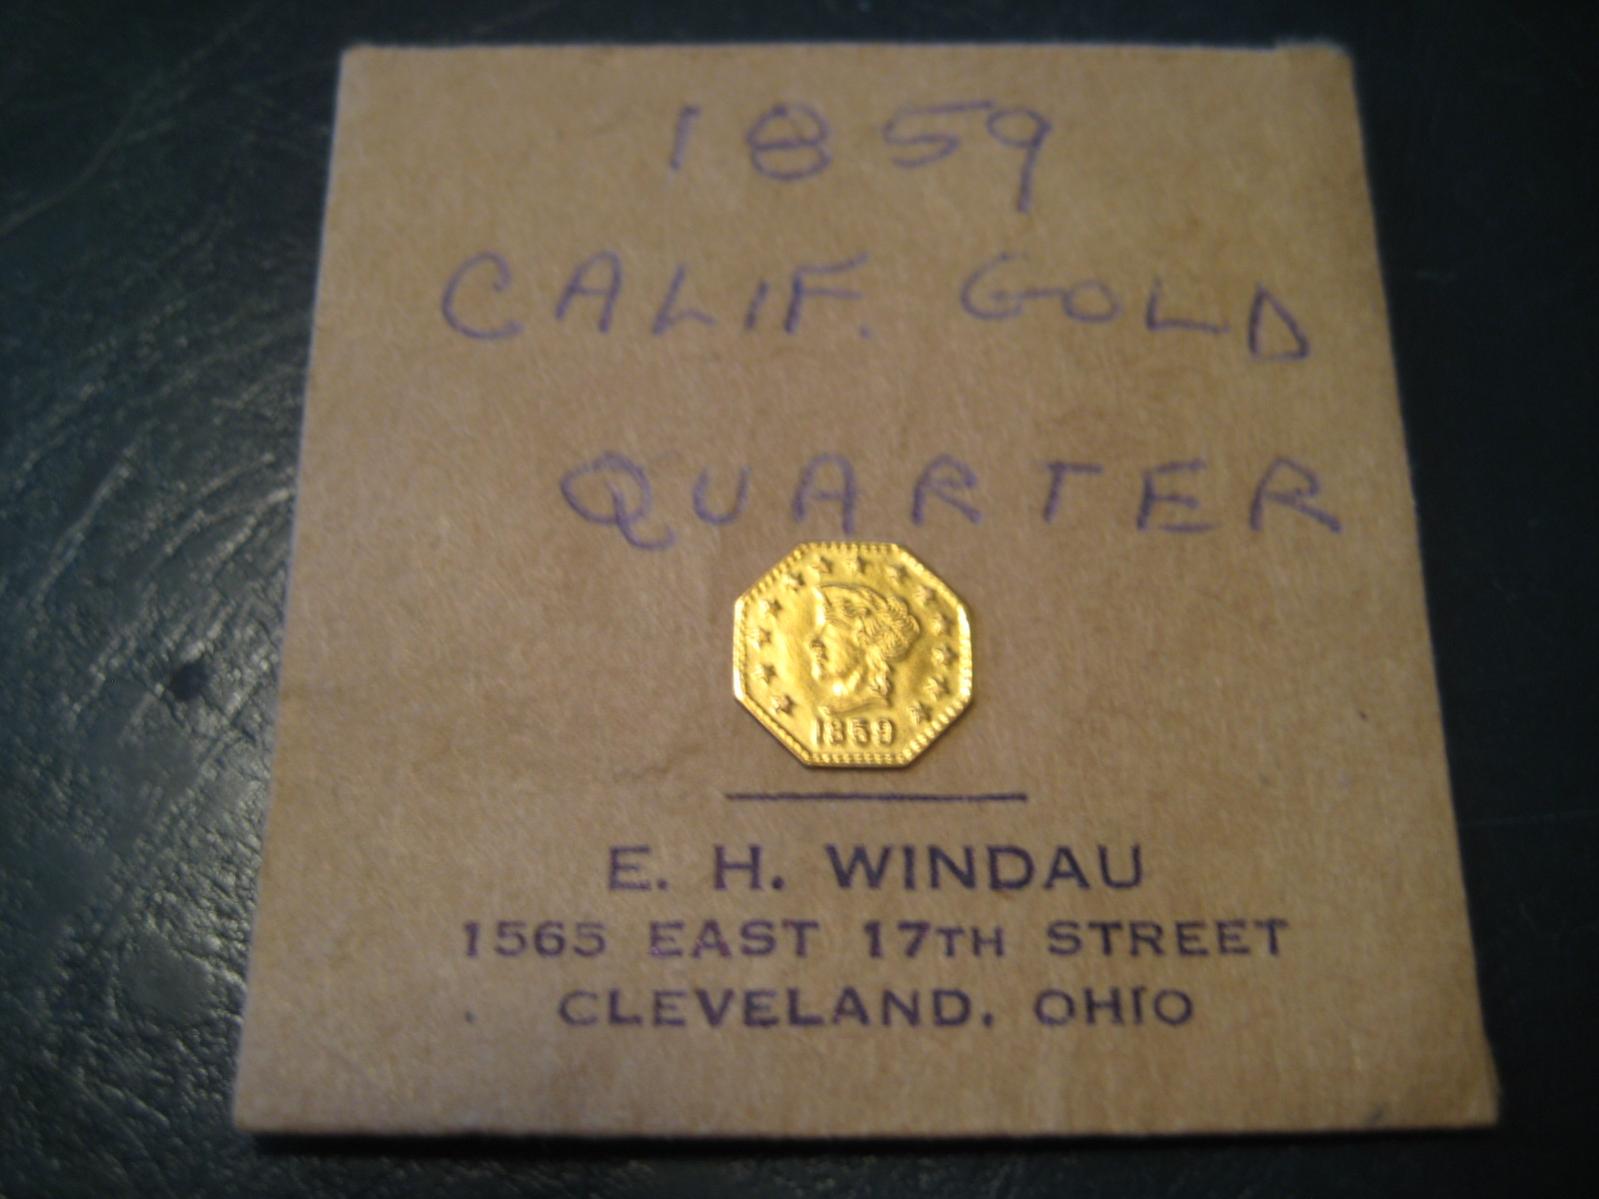 1859
CALIF. GOLD
QUARTER
1859
E. H. WINDAU
1565 EAST 17TH STREET
CLEVELAND, OHIO